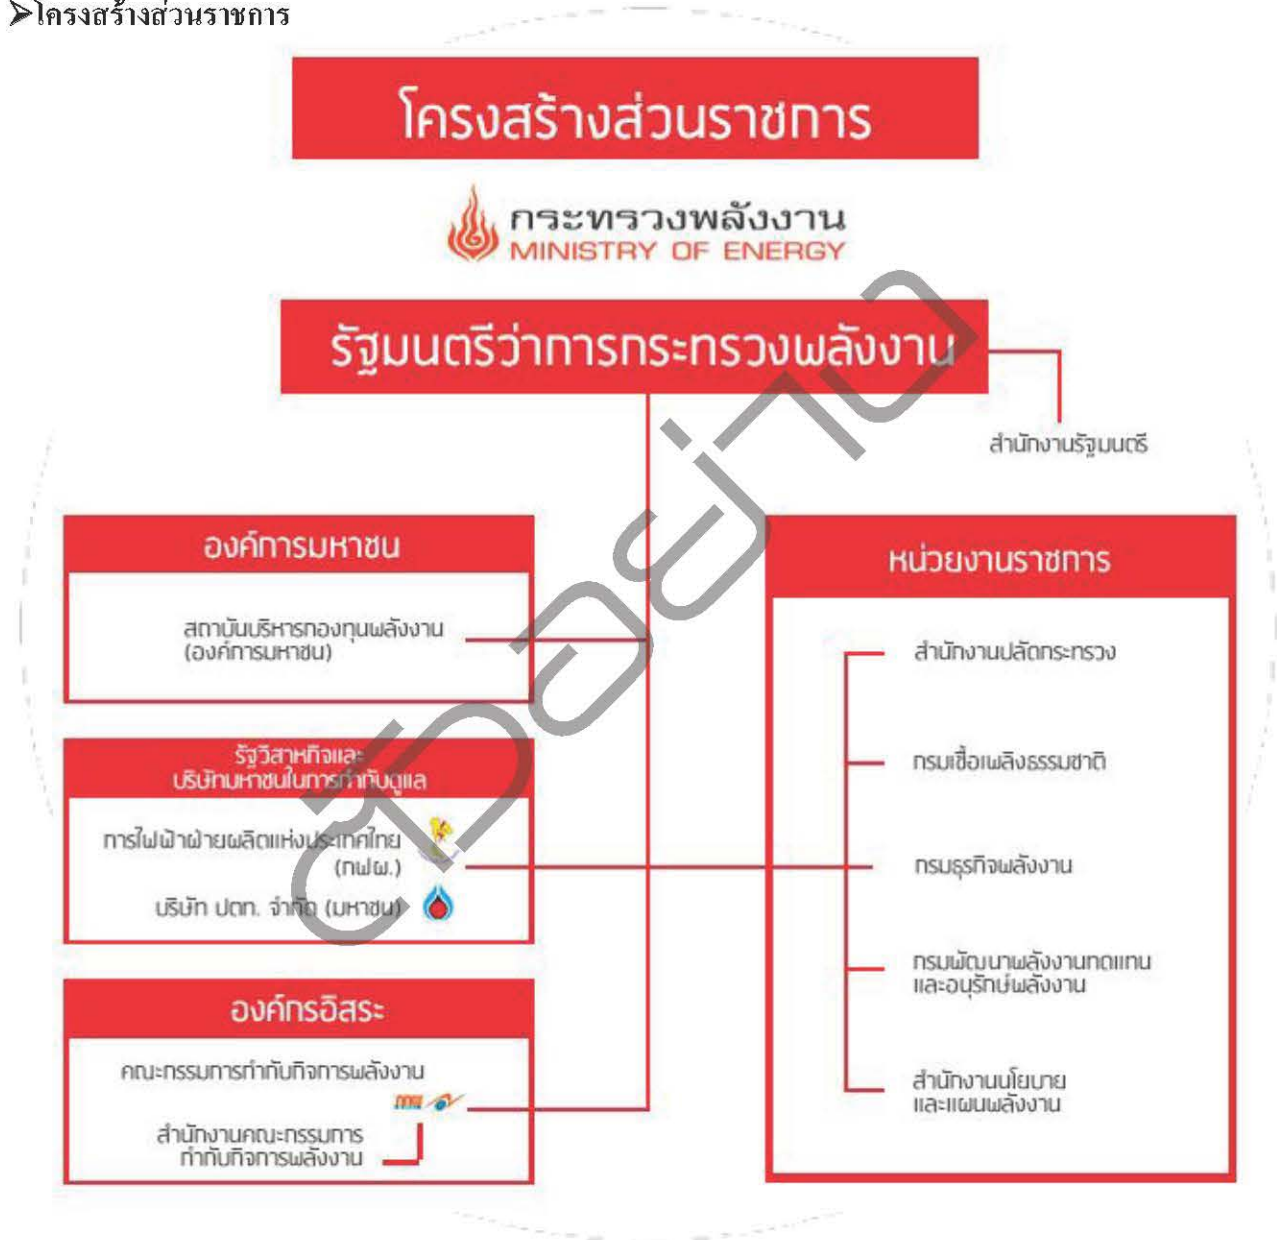 ➤โครงสร้างส่วนราชการ
โครงสร้างส่วนราชการ
กระทรวงพลังงาน
MINISTRY OF ENERGY
รัฐมนตรีว่าการกระทรวงพลังงาน
สำนักงานรัฐมนตรี
องค์การมหาชน
สถาบันบริหารกองทุนพลังงาน
(องค์การมหาชน)
รัฐวิสาหกิจและ
บริษัทมหาชนในการกำกับดูแล
การไฟฟ้าฝ่ายผลิตแห่งประเทศไทย
(กฟผ.)
บริษัท ปตท. จำกัด (มหาชน)
องค์กรอิสระ
คณะกรรมการกำกับกิจการพลังงาน
กกพ
สำนักงานคณะกรรมการ
กำกับกิจการพลังงาน
หน่วยงานราชการ
สำนักงานปลัดกระทรวง
กรมเชื้อเพลิงธรรมชาติ
กรมธุรกิจพลังงาน
กรมพัฒนาพลังงานทดแทน
และอนุรักษ์พลังงาน
สำนักงานนโยบาย
และแผนพลังงาน
ตัวอย่าง